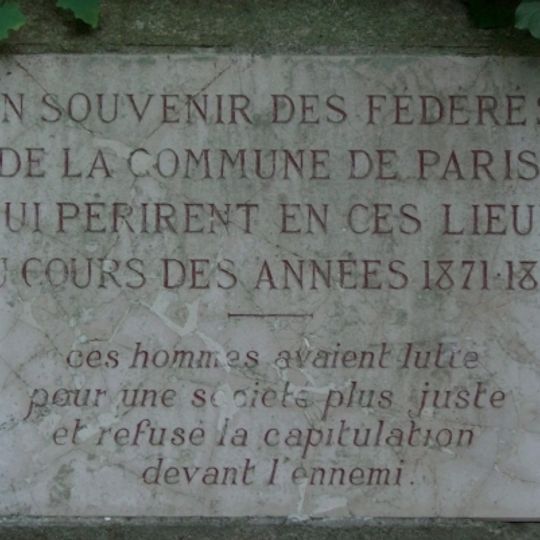 N SOUVENIR DES FÉDÉRÉS
DE LA COMMUNE DE PARIS
UI PÉRIRENT EN CES LIEU
U COURS DES ANNÉES 1871·18
ces hommes avaient lutté
pour une société plus juste
et refusé la capitulation
devant l'ennemi.